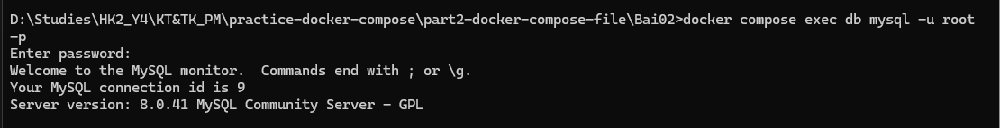 D:\Studies\HK2_Y4\KT&TK_PM\practice-docker-compose\part2-docker-compose-file\Bai02>docker compose exec db mysql -u root
-p
Enter password:
Welcome to the MySQL monitor.  Commands end with ; or \g.
Your MySQL connection id is 9
Server version: 8.0.41 MySQL Community Server - GPL